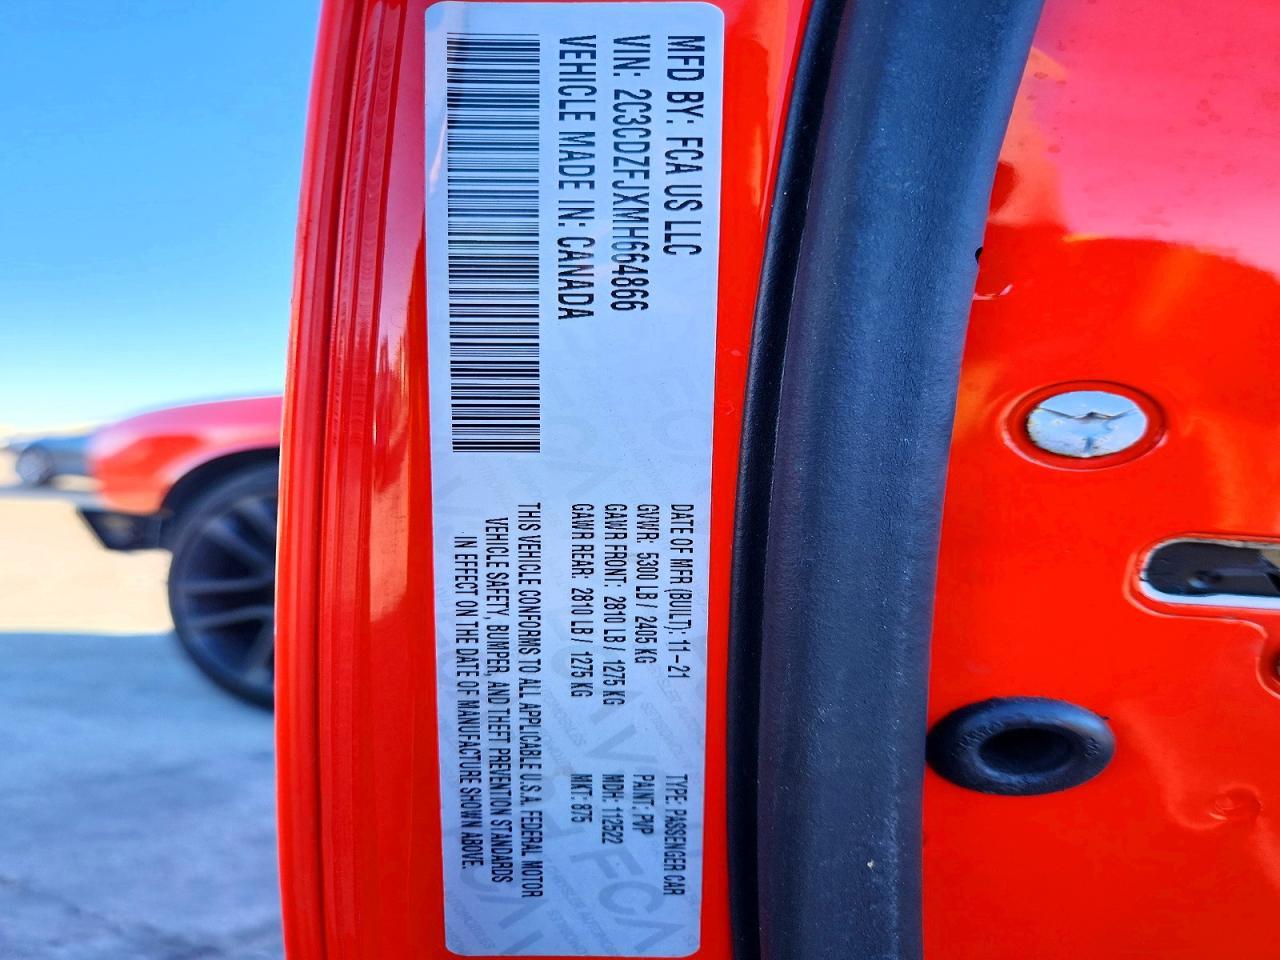 MFD BY: FCA US LLC
VIN: 2C3CDZFJXMH664866
VEHICLE MADE IN: CANADA
DATE OF MFR (BUILT): 11-21
GVWR: 5300 LB / 2405 KG
GAWR FRONT: 2810 LB / 1275 KG
GAWR REAR: 2810 LB / 1275 KG
TYPE: PASSENGER CAR
PAINT: PVP
MDH: 112522
MKT: 875
THIS VEHICLE CONFORMS TO ALL APPLICABLE U.S.A. FEDERAL MOTOR
VEHICLE SAFETY, BUMPER, AND THEFT PREVENTION STANDARDS
IN EFFECT ON THE DATE OF MANUFACTURE SHOWN ABOVE.